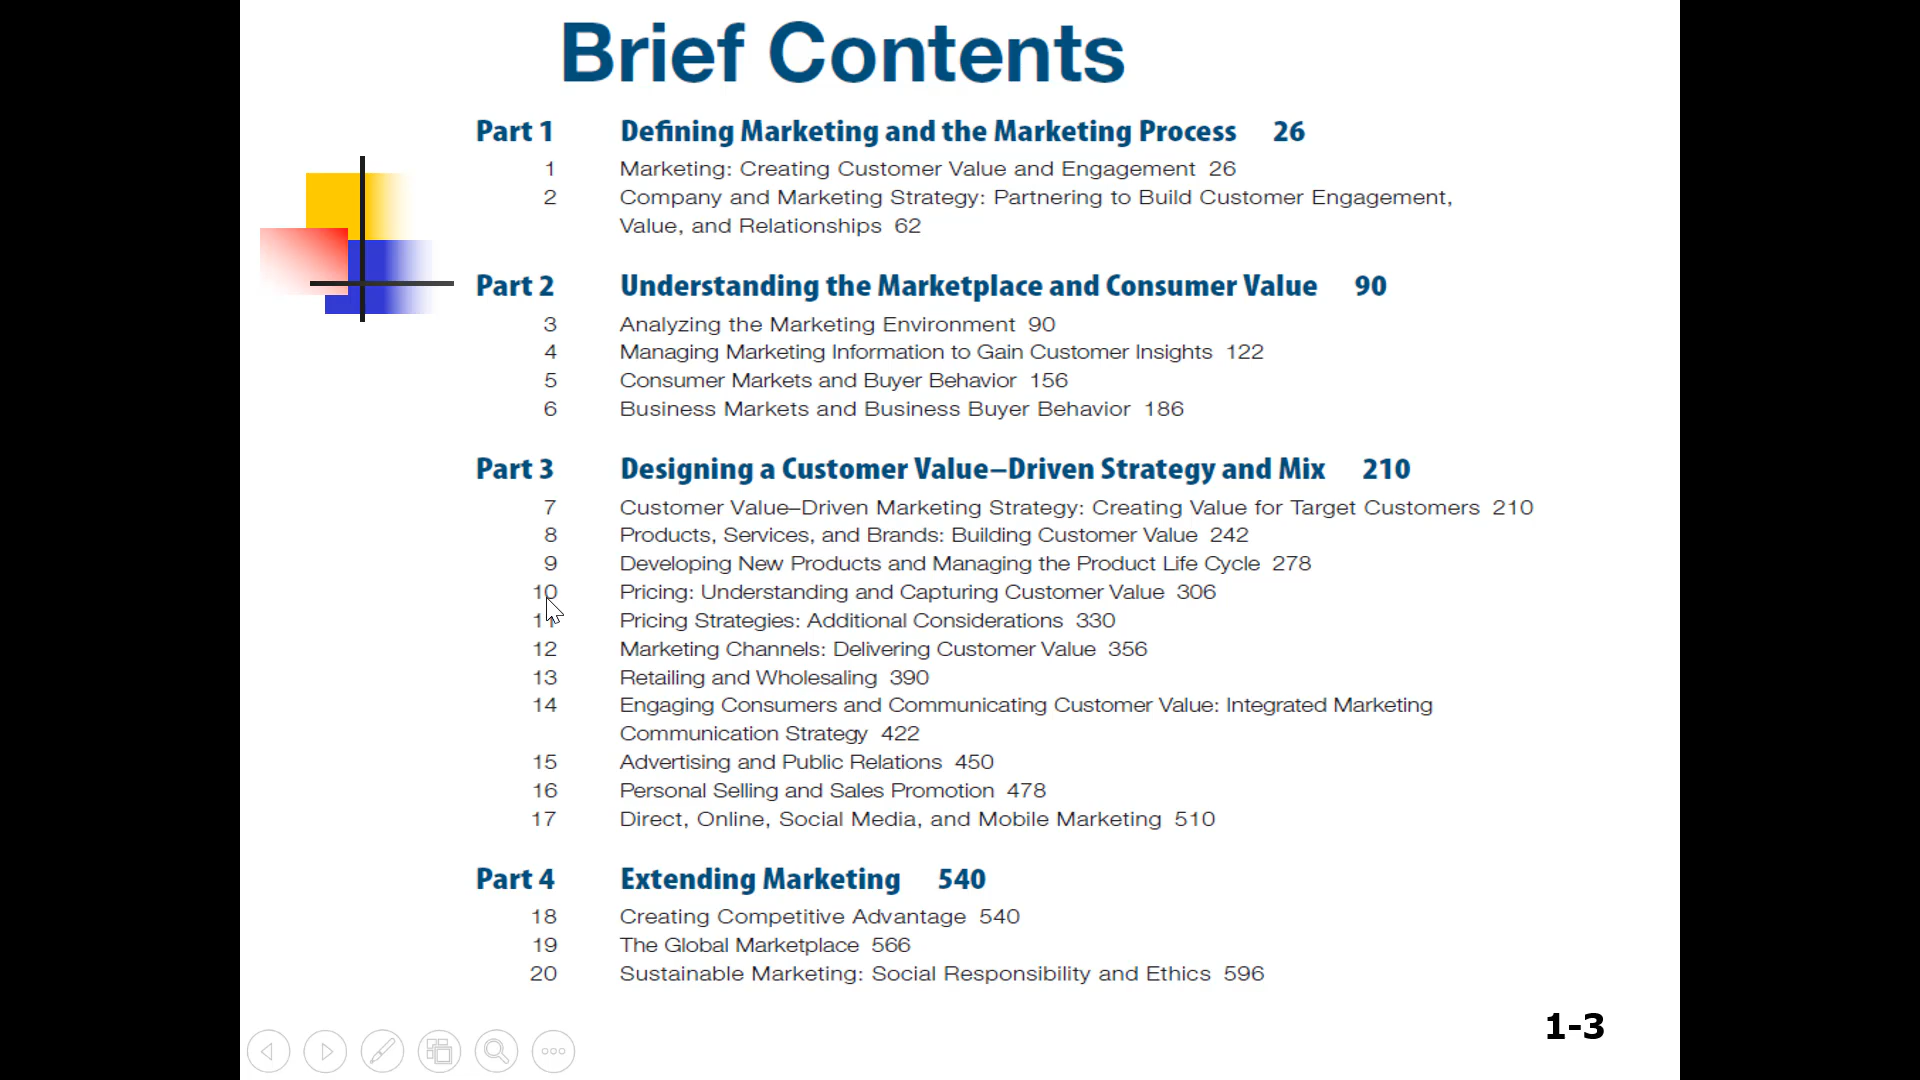 Brief Contents
Part 1 Defining Marketing and the Marketing Process 26
1 Marketing: Creating Customer Value and Engagement 26
2 Company and Marketing Strategy: Partnering to Build Customer Engagement,
Value, and Relationships 62
Part 2 Understanding the Marketplace and Consumer Value 90
3 Analyzing the Marketing Environment 90
4 Managing Marketing Information to Gain Customer Insights 122
5 Consumer Markets and Buyer Behavior 156
6 Business Markets and Business Buyer Behavior 186
Part 3 Designing a Customer Value–Driven Strategy and Mix 210
7 Customer Value–Driven Marketing Strategy: Creating Value for Target Customers 210
8 Products, Services, and Brands: Building Customer Value 242
9 Developing New Products and Managing the Product Life Cycle 278
10 Pricing: Understanding and Capturing Customer Value 306
11 Pricing Strategies: Additional Considerations 330
12 Marketing Channels: Delivering Customer Value 356
13 Retailing and Wholesaling 390
14 Engaging Consumers and Communicating Customer Value: Integrated Marketing
Communication Strategy 422
15 Advertising and Public Relations 450
16 Personal Selling and Sales Promotion 478
17 Direct, Online, Social Media, and Mobile Marketing 510
Part 4 Extending Marketing 540
18 Creating Competitive Advantage 540
19 The Global Marketplace 566
20 Sustainable Marketing: Social Responsibility and Ethics 596
1-3